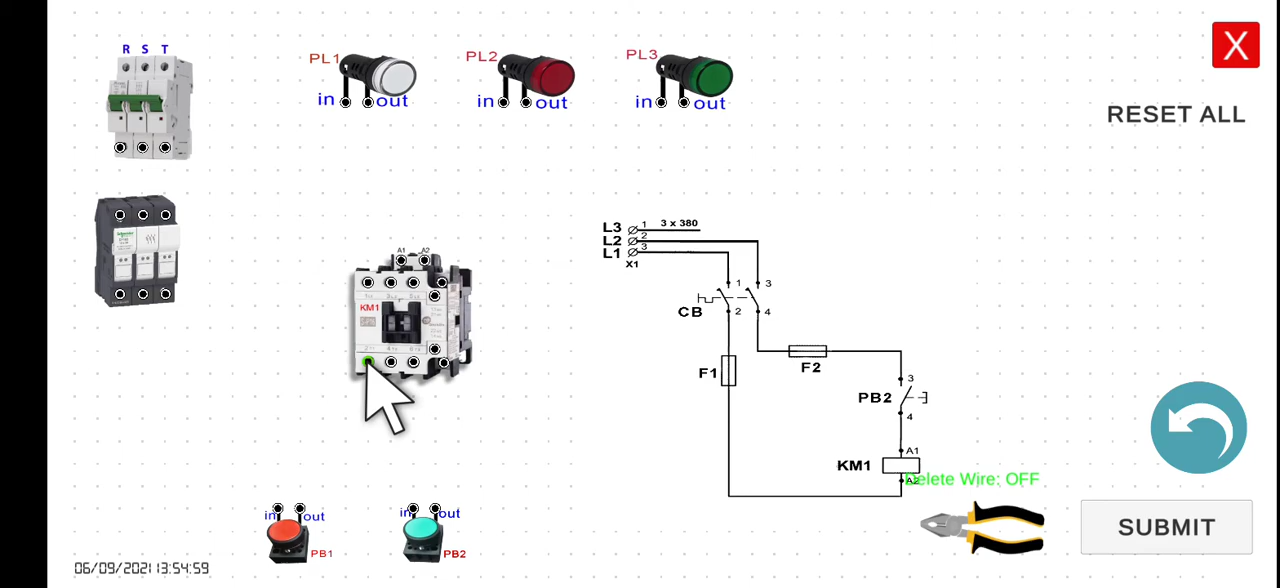 R S T
PL1
in out
PL2
in out
PL3
in out
X
RESET ALL
L3 1 3 x 380
L2 2
L1 3
X1
A1 A2
KM1
1 3
CB 2 4
F1
F2
3
PB2
4
A1
KM1
A2
Delete Wire: OFF
in out
PB1
in out
PB2
SUBMIT
06/09/2021 13:54:59